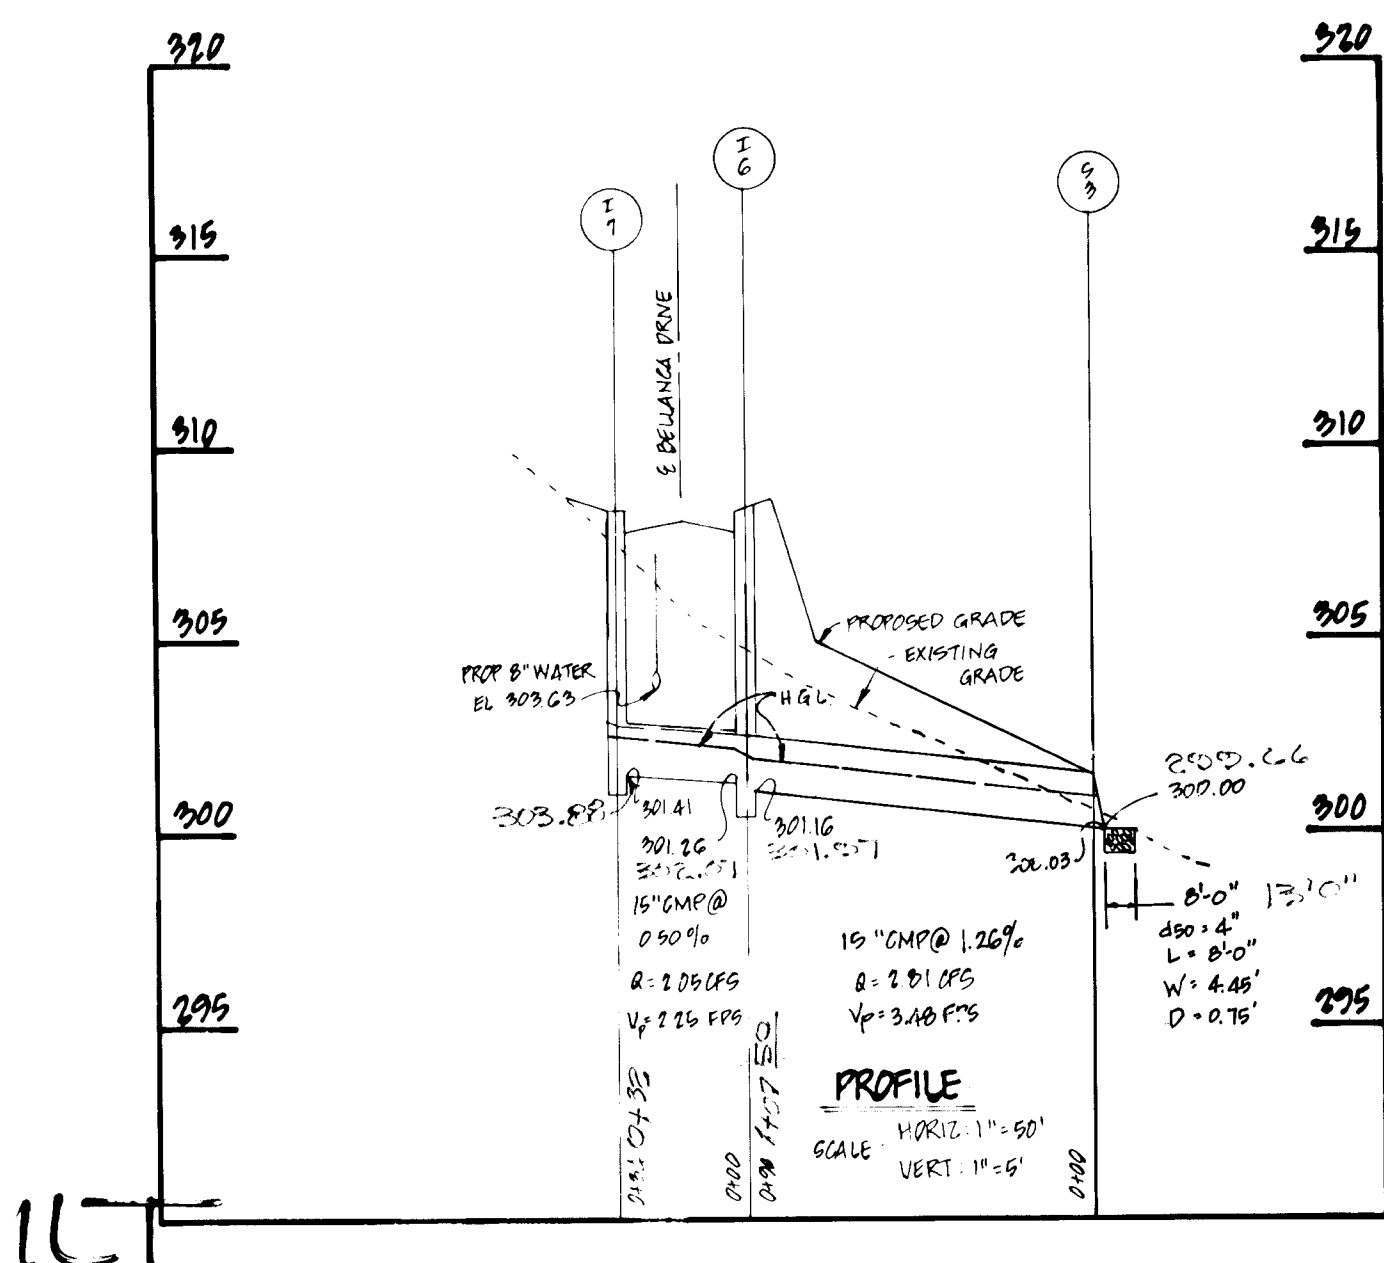 320
320
I
6
S
3
I
7
315
315
℄ BELLANCA DRIVE
310
310
305
305
PROPOSED GRADE
EXISTING
GRADE
PROP 8" WATER
EL 303.63
HGL
300.00
303.88
301.41
301.26
301.16
300
300
15" CMP @
0.50%
Q = 2.05 CFS
Vp = 2.25 FPS
15" CMP @ 1.26%
Q = 2.81 CFS
Vp = 3.48 FPS
8'-0"
13'0"
d50 = 4"
L = 8'-0"
W = 4.45'
D = 0.75'
295
295
PROFILE
SCALE
HORIZ: 1" = 50'
VERT: 1" = 5'
0+00
0+90
0+00